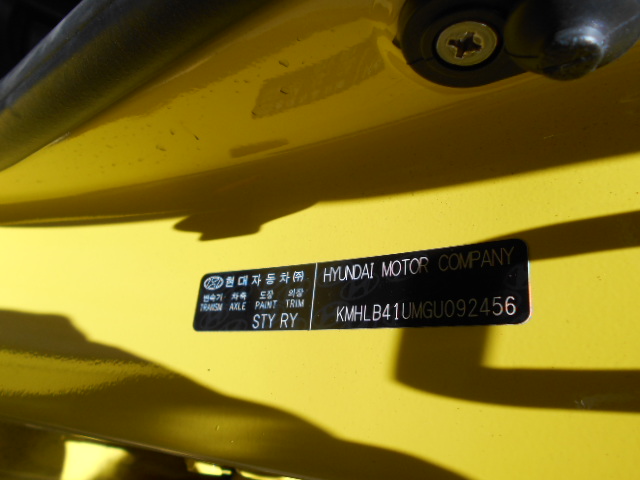 현대자동차(주)
변속기 차축 도장 의장
TRANSM AXLE PAINT TRIM
STY RY
HYUNDAI MOTOR COMPANY
KMHLB41UMGU092456